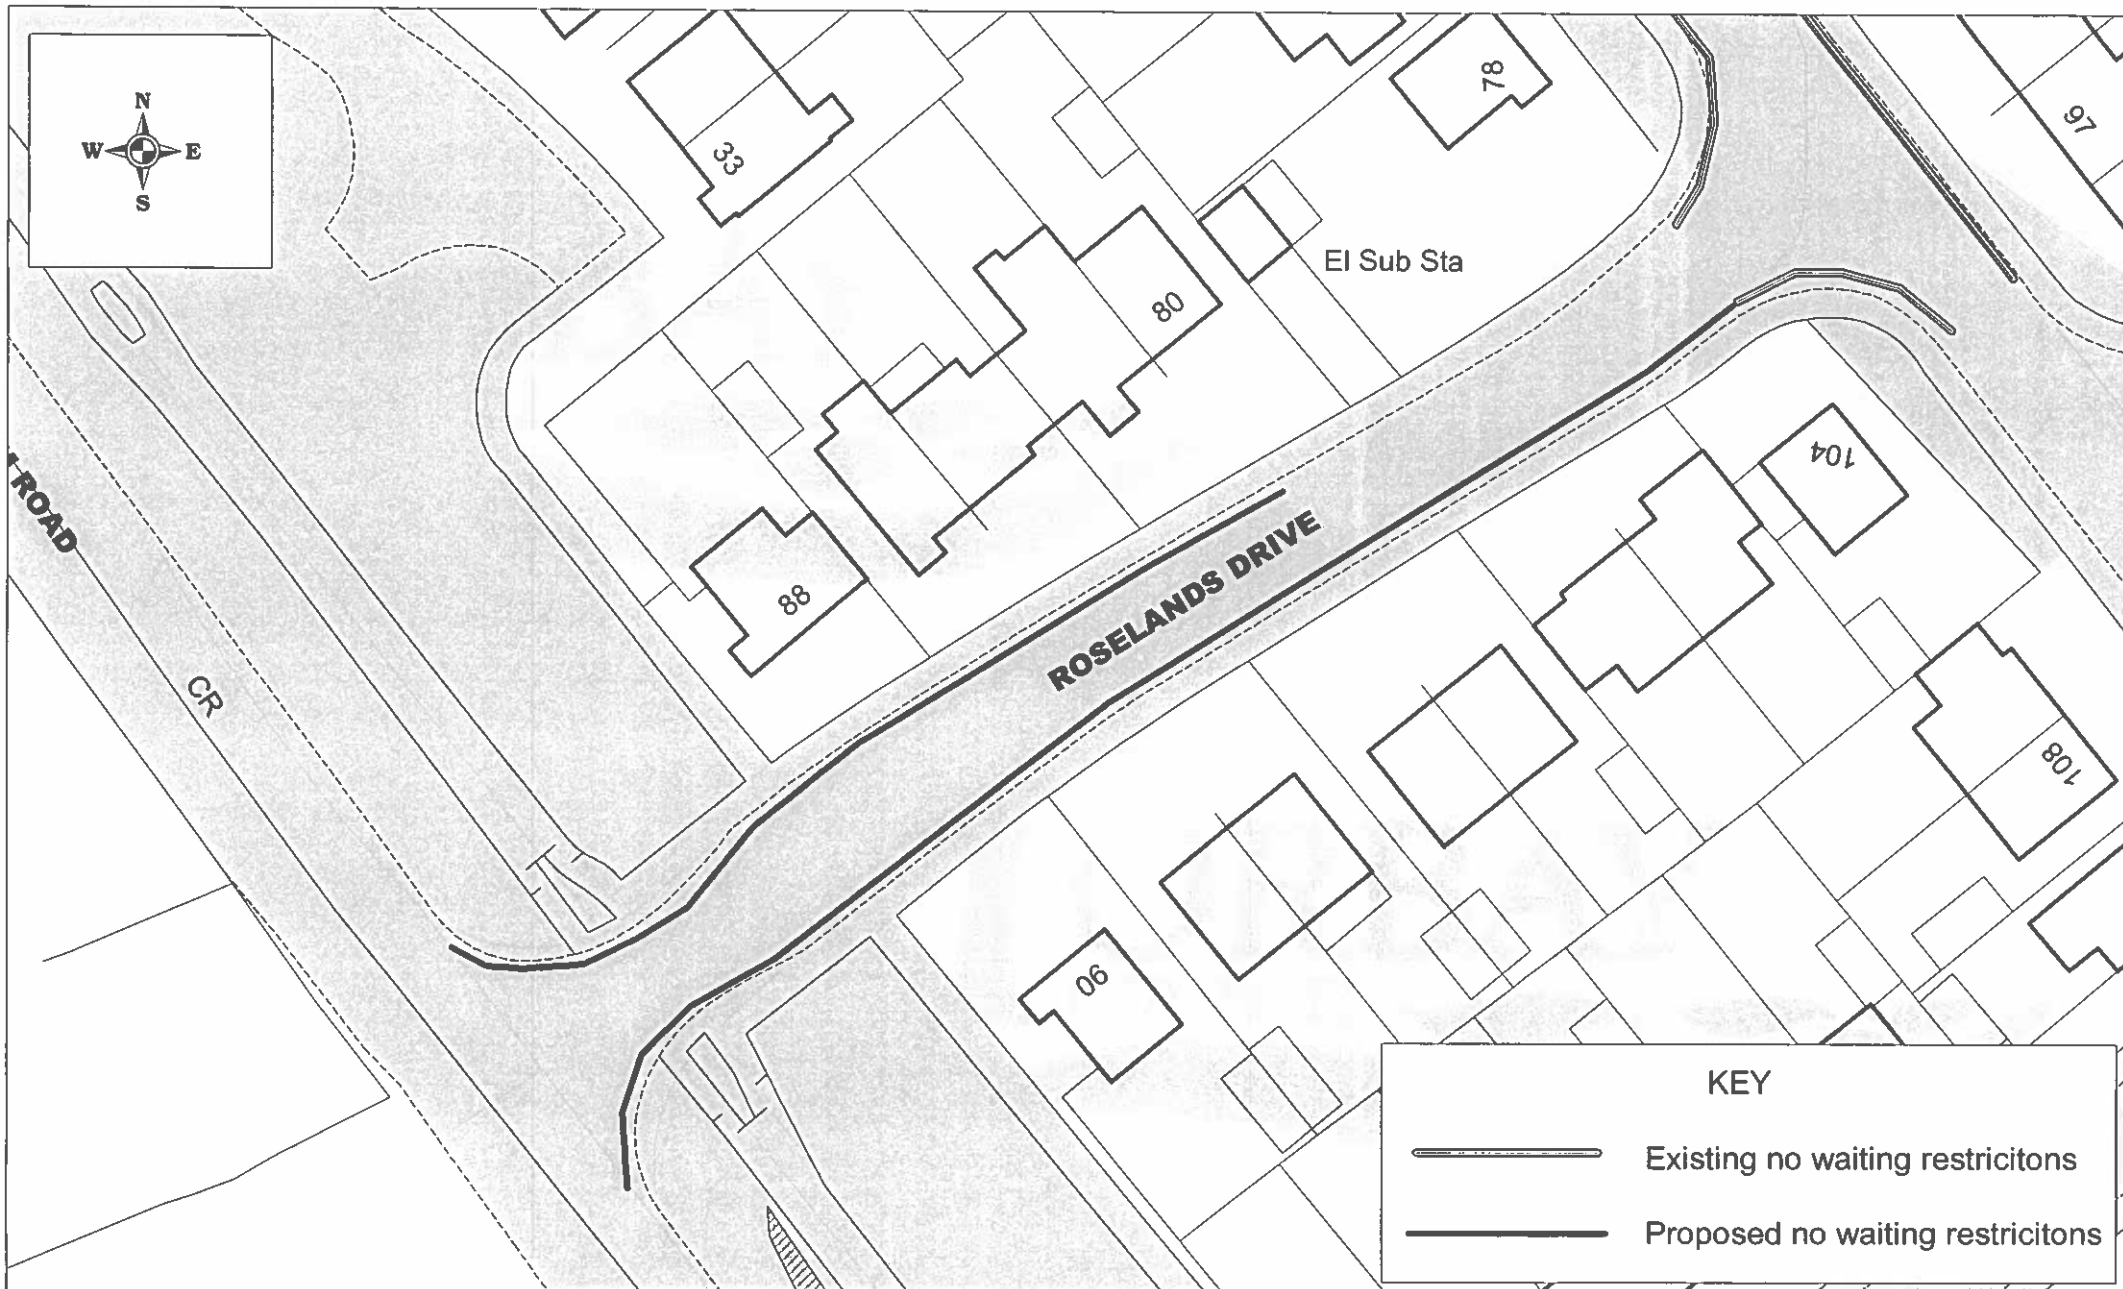 N
W E
S
33
78
97
El Sub Sta
80
104
ROAD
88
ROSELANDS DRIVE
CR
108
90
KEY
Existing no waiting restricitons
Proposed no waiting restricitons